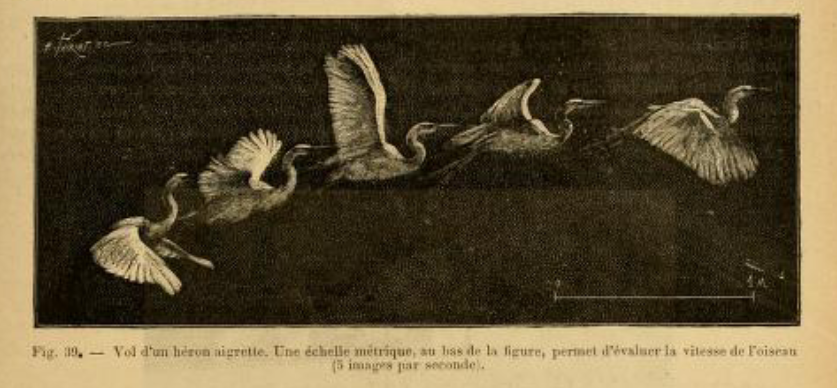 0
1 M.
Fig. 39. — Vol d'un héron aigrette. Une échelle métrique, au bas de la figure, permet d'évaluer la vitesse de l'oiseau
(5 images par seconde).